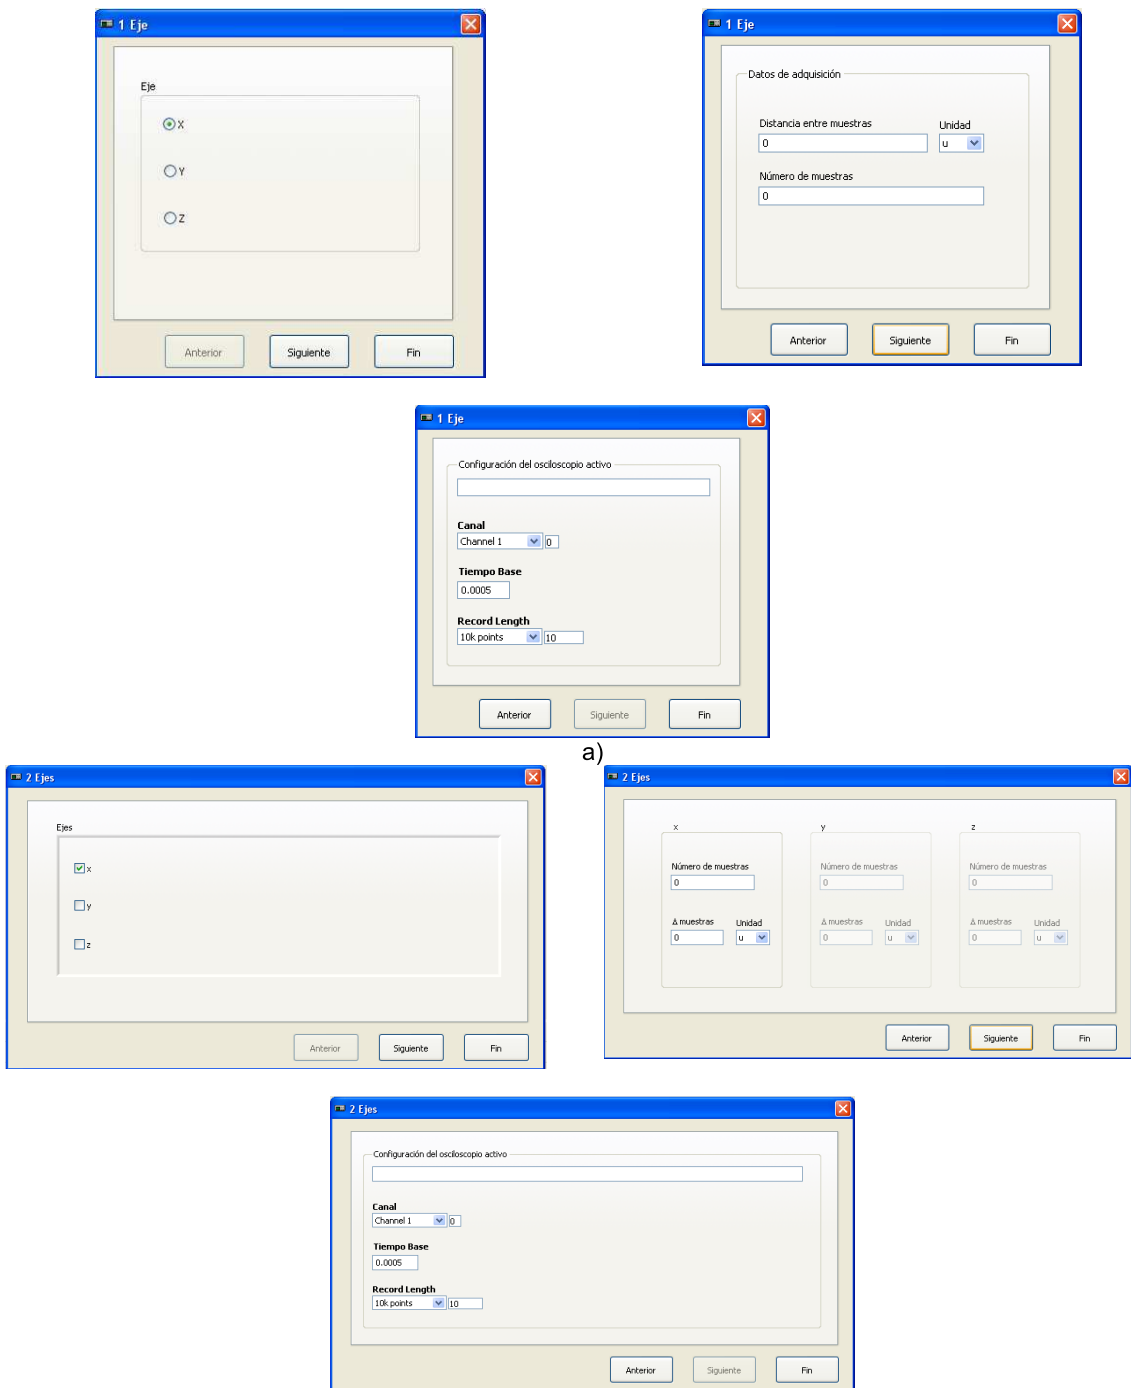 1 Eje
Eje
X
Y
Z
Anterior Siguiente Fin
1 Eje
Datos de adquisición
Distancia entre muestras Unidad
0 u
Número de muestras
0
Anterior Siguiente Fin
1 Eje
Configuración del osciloscopio activo
Canal
Channel 1 0
Tiempo Base
0.0005
Record Length
10k points 10
Anterior Siguiente Fin
a)
2 Ejes
Ejes
x
y
z
Anterior Siguiente Fin
2 Ejes
x y z
Número de muestras Número de muestras Número de muestras
0 0 0
Δ muestras Unidad Δ muestras Unidad Δ muestras Unidad
0 u 0 u 0 u
Anterior Siguiente Fin
2 Ejes
Configuración del osciloscopio activo
Canal
Channel 1 0
Tiempo Base
0.0005
Record Length
10k points 10
Anterior Siguiente Fin